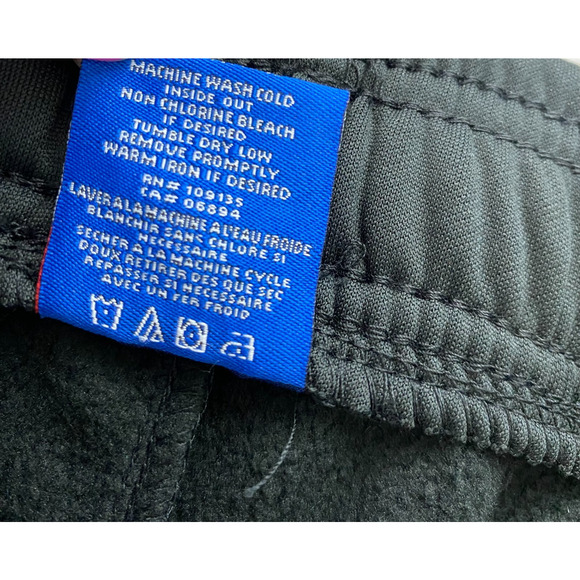 MACHINE WASH COLD
INSIDE OUT
NON CHLORINE BLEACH
IF DESIRED
TUMBLE DRY LOW
REMOVE PROMPTLY
WARM IRON IF DESIRED
RN# 109135
CA# 06894
LAVER A LA MACHINE A L'EAU FROIDE
BLANCHIR SANS CHLORE SI
NECESSAIRE
SECHER A LA MACHINE CYCLE
DOUX RETIRER DES QUE SEC
REPASSER SI NECESSAIRE
AVEC UN FER FROID